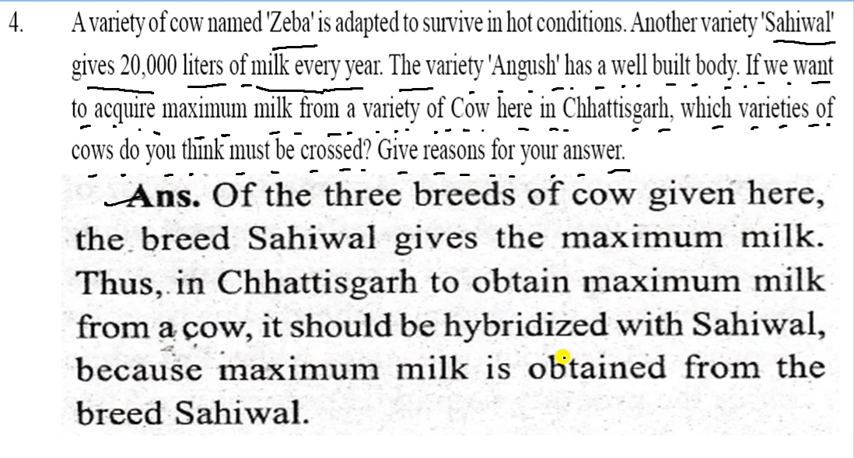 4. A variety of cow named 'Zeba' is adapted to survive in hot conditions. Another variety 'Sahiwal'
gives 20,000 liters of milk every year. The variety 'Angush' has a well built body. If we want
to acquire maximum milk from a variety of Cow here in Chhattisgarh, which varieties of
cows do you think must be crossed? Give reasons for your answer.
Ans. Of the three breeds of cow given here,
the breed Sahiwal gives the maximum milk.
Thus, in Chhattisgarh to obtain maximum milk
from a cow, it should be hybridized with Sahiwal,
because maximum milk is obtained from the
breed Sahiwal.